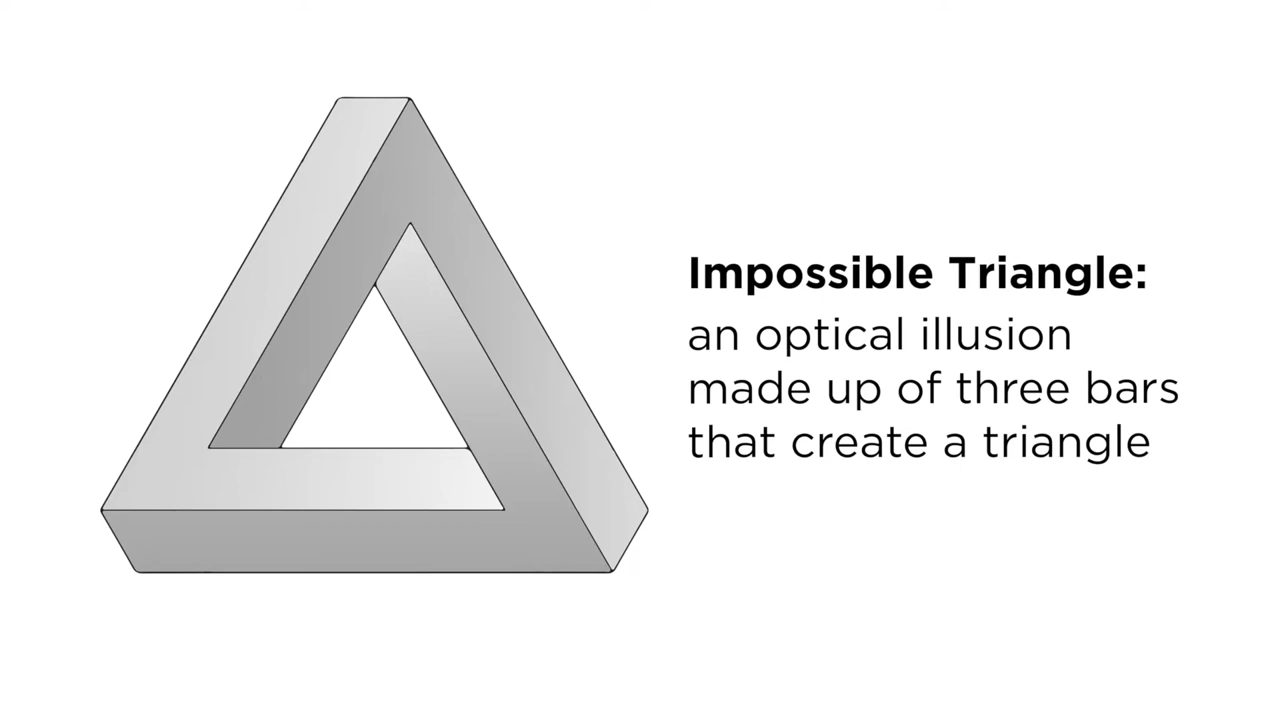 Impossible Triangle:
an optical illusion
made up of three bars
that create a triangle